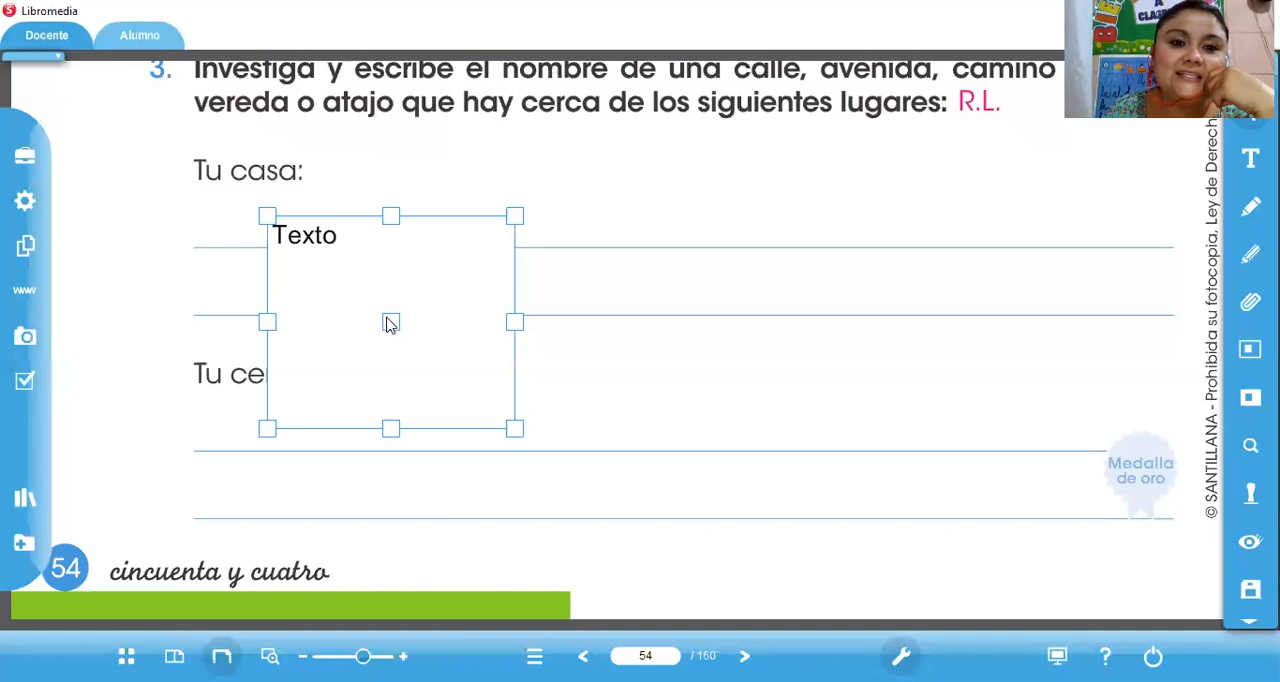 Libromedia
Docente
Alumno
3. Investiga y escribe el nombre de una calle, avenida, camino
vereda o atajo que hay cerca de los siguientes lugares: R.L.
Tu casa:
Texto
Tu ce
Medalla
de oro
© SANTILLANA - Prohibida su fotocopia, Ley de Derech
54 cincuenta y cuatro
www
T
54 / 160
A